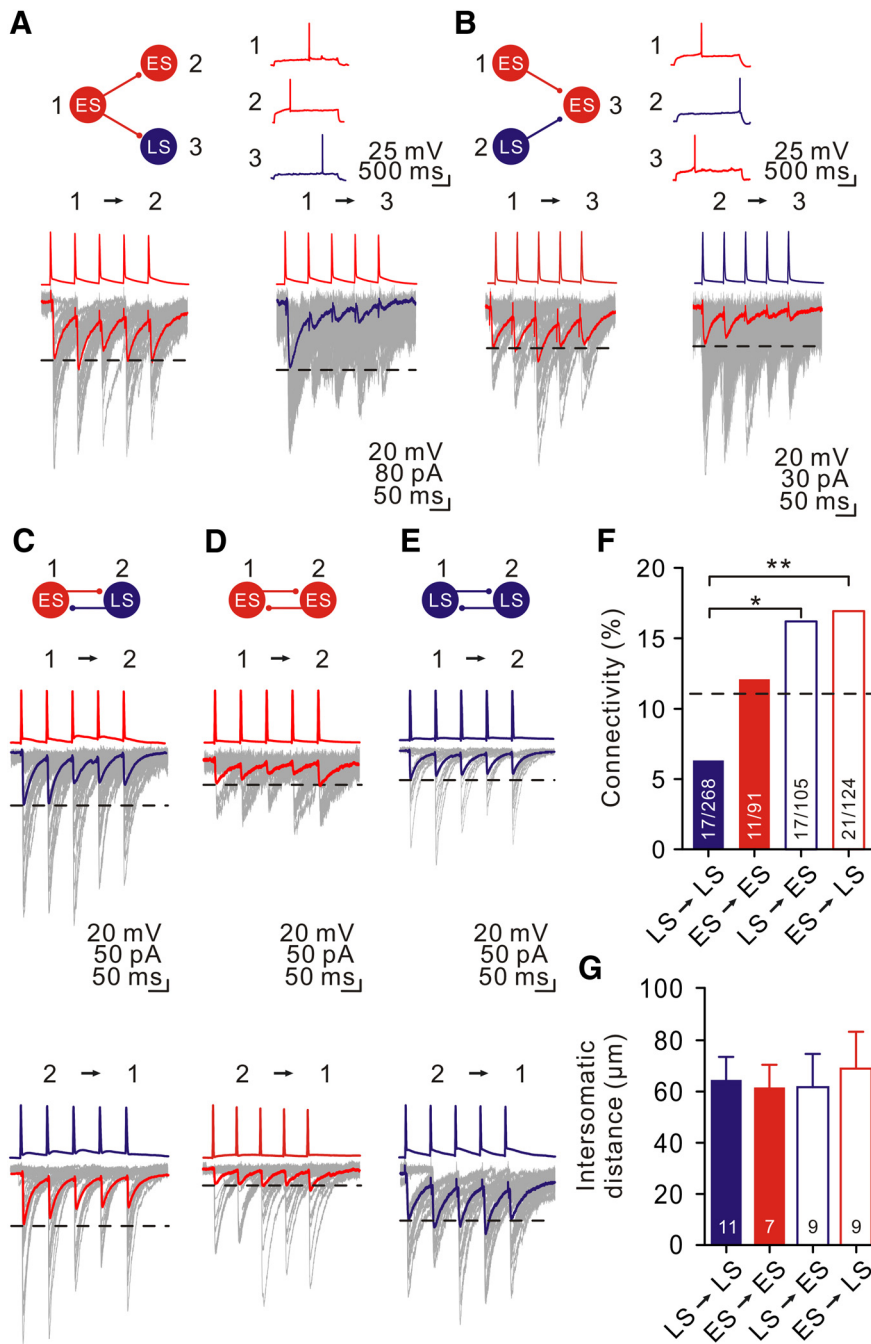 A
ES 2
1 ES
LS 3
1
2
3
25 mV
500 ms
1 → 2
1 → 3
20 mV
80 pA
50 ms
B
1 ES
ES 3
2 LS
1
2
3
25 mV
500 ms
1 → 3
2 → 3
20 mV
30 pA
50 ms
C
1 2
ES LS
1 → 2
20 mV
50 pA
50 ms
2 → 1
D
1 2
ES ES
1 → 2
20 mV
50 pA
50 ms
2 → 1
E
1 2
LS LS
1 → 2
20 mV
50 pA
50 ms
2 → 1
F
Connectivity (%)
20
15
10
5
0
**
*
17/268
11/91
17/105
21/124
LS → LS
ES → ES
LS → ES
ES → LS
G
Intersomatic
distance (μm)
100
80
60
40
20
0
11
7
9
9
LS → LS
ES → ES
LS → ES
ES → LS